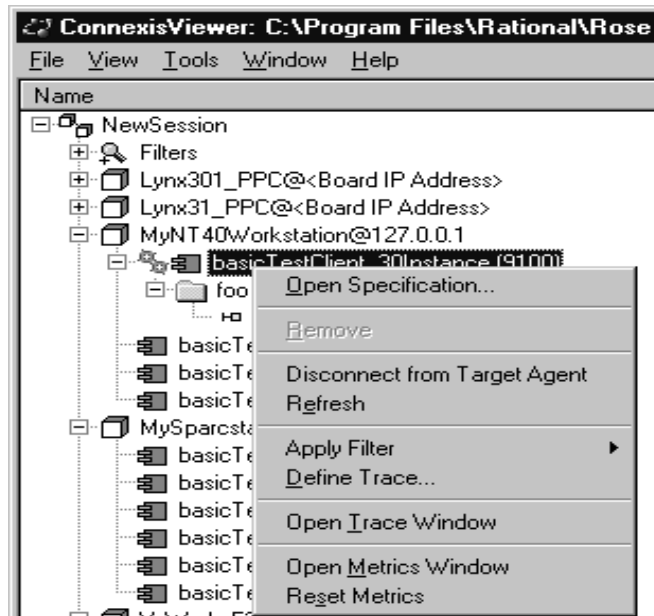 ConnexisViewer: C:\Program Files\Rational\Rose
File View Tools Window Help
Name
NewSession
Filters
Lynx301_PPC@<Board IP Address>
Lynx31_PPC@<Board IP Address>
MyNT40Workstation@127.0.0.1
basicTestClient_30Instance (9100)
foo
Open Specification...
Remove
basicTe
Disconnect from Target Agent
basicTe
Refresh
basicTe
MySparcsta
Apply Filter
basicTe
Define Trace...
basicTe
Open Trace Window
basicTe
basicTe
Open Metrics Window
basicTe
Reset Metrics
basicTe